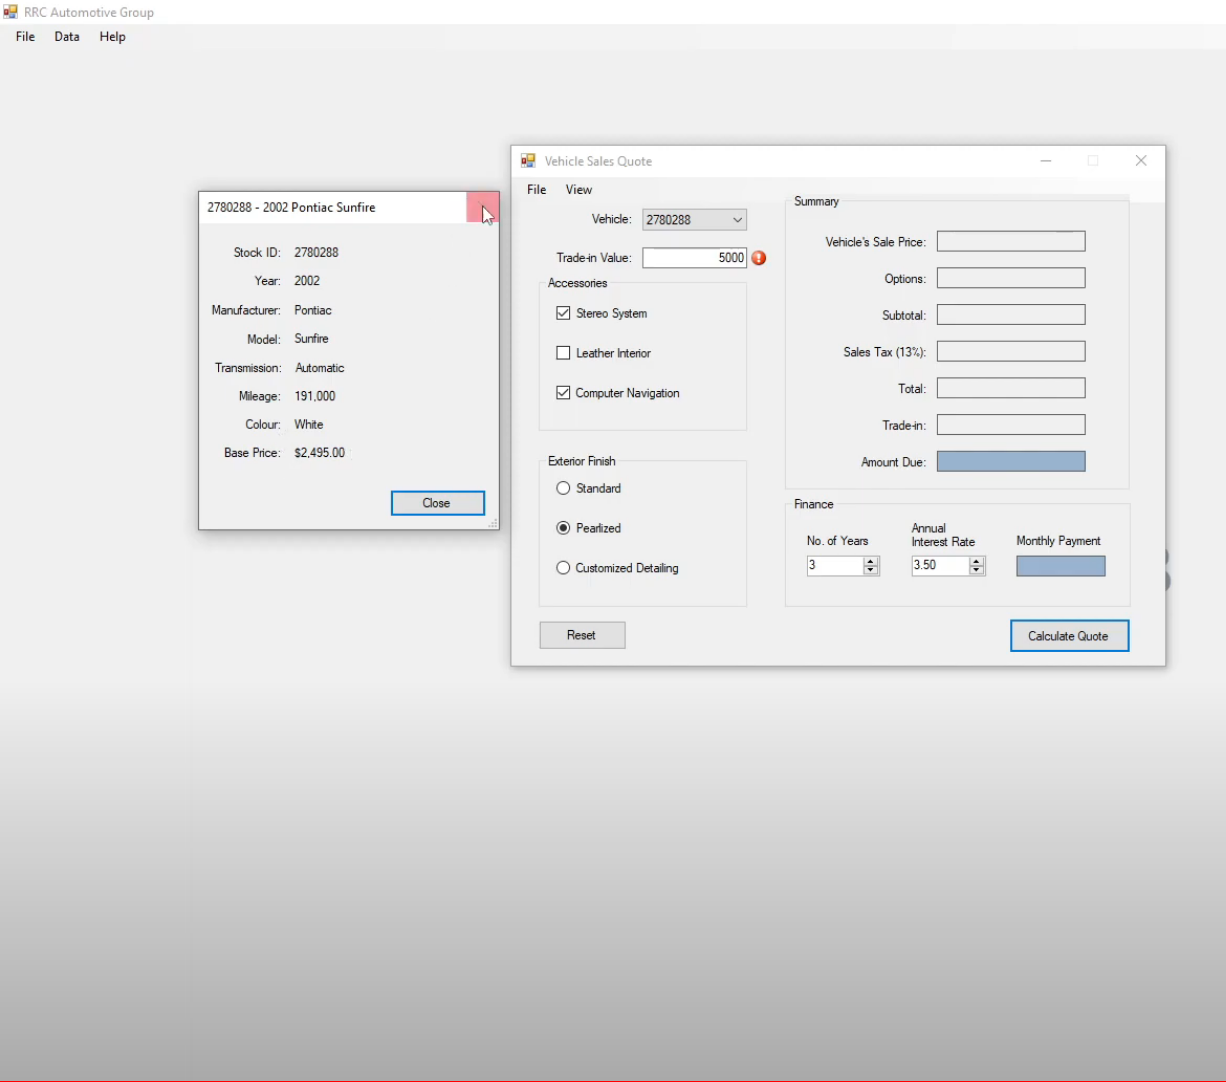 RRC Automotive Group
File Data Help
2780288 - 2002 Pontiac Sunfire
Stock ID: 2780288
Year: 2002
Manufacturer: Pontiac
Model: Sunfire
Transmission: Automatic
Mileage: 191,000
Colour: White
Base Price: $2,495.00
Close
Vehicle Sales Quote
File View
Vehicle: 2780288
Trade-in Value: 5000
Accessories
Stereo System
Leather Interior
Computer Navigation
Exterior Finish
Standard
Pearlized
Customized Detailing
Reset
Summary
Vehicle's Sale Price:
Options:
Subtotal:
Sales Tax (13%):
Total:
Trade-in:
Amount Due:
Finance
No. of Years
3
Annual
Interest Rate
3.50
Monthly Payment
Calculate Quote